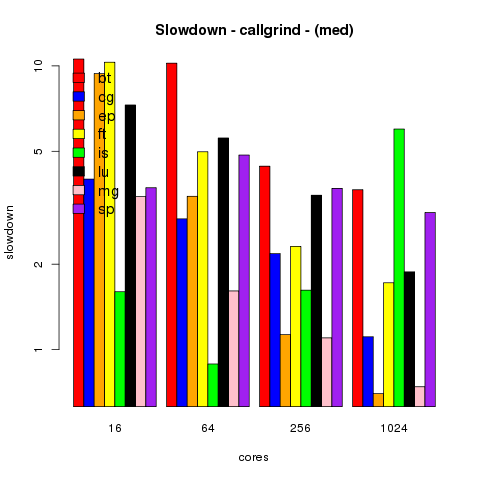 Slowdown - callgrind - (med)
10
5
2
1
slowdown
bt
cg
ep
ft
is
lu
mg
sp
16
64
256
1024
cores